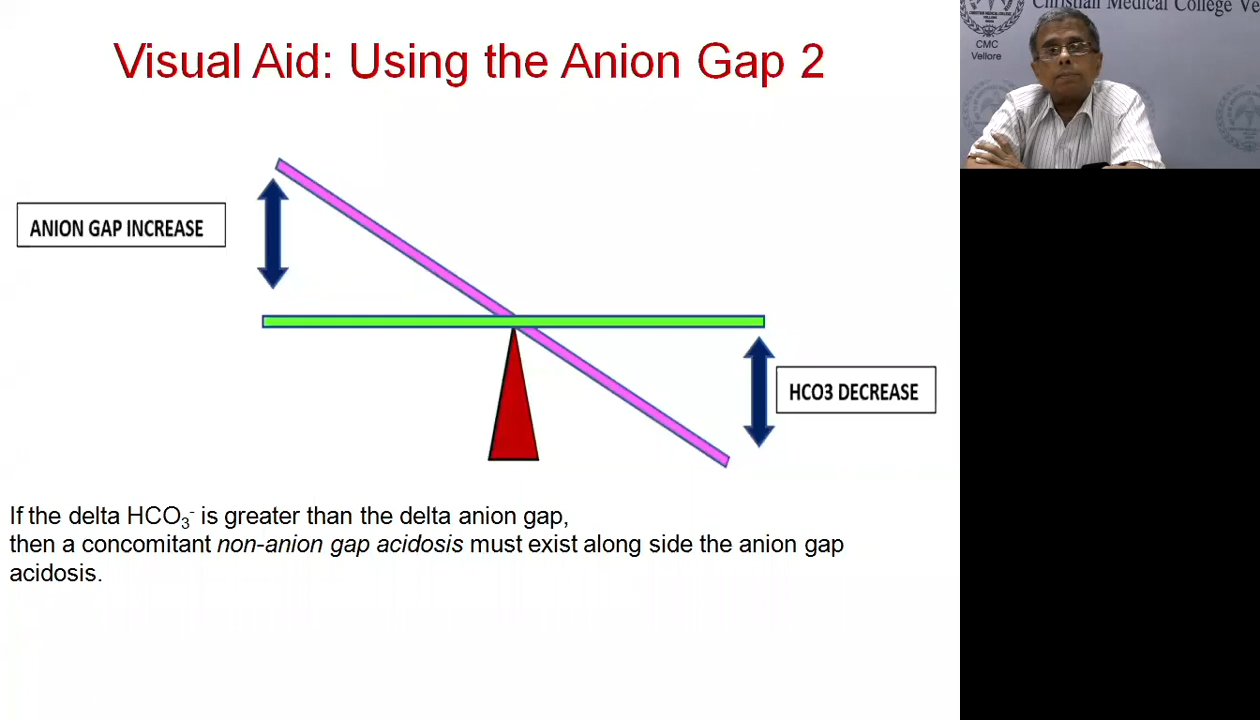 Visual Aid: Using the Anion Gap 2
Christian Medical College Ve
CMC
Vellore
ANION GAP INCREASE
HCO3 DECREASE
If the delta HCO₃⁻ is greater than the delta anion gap,
then a concomitant non-anion gap acidosis must exist along side the anion gap
acidosis.